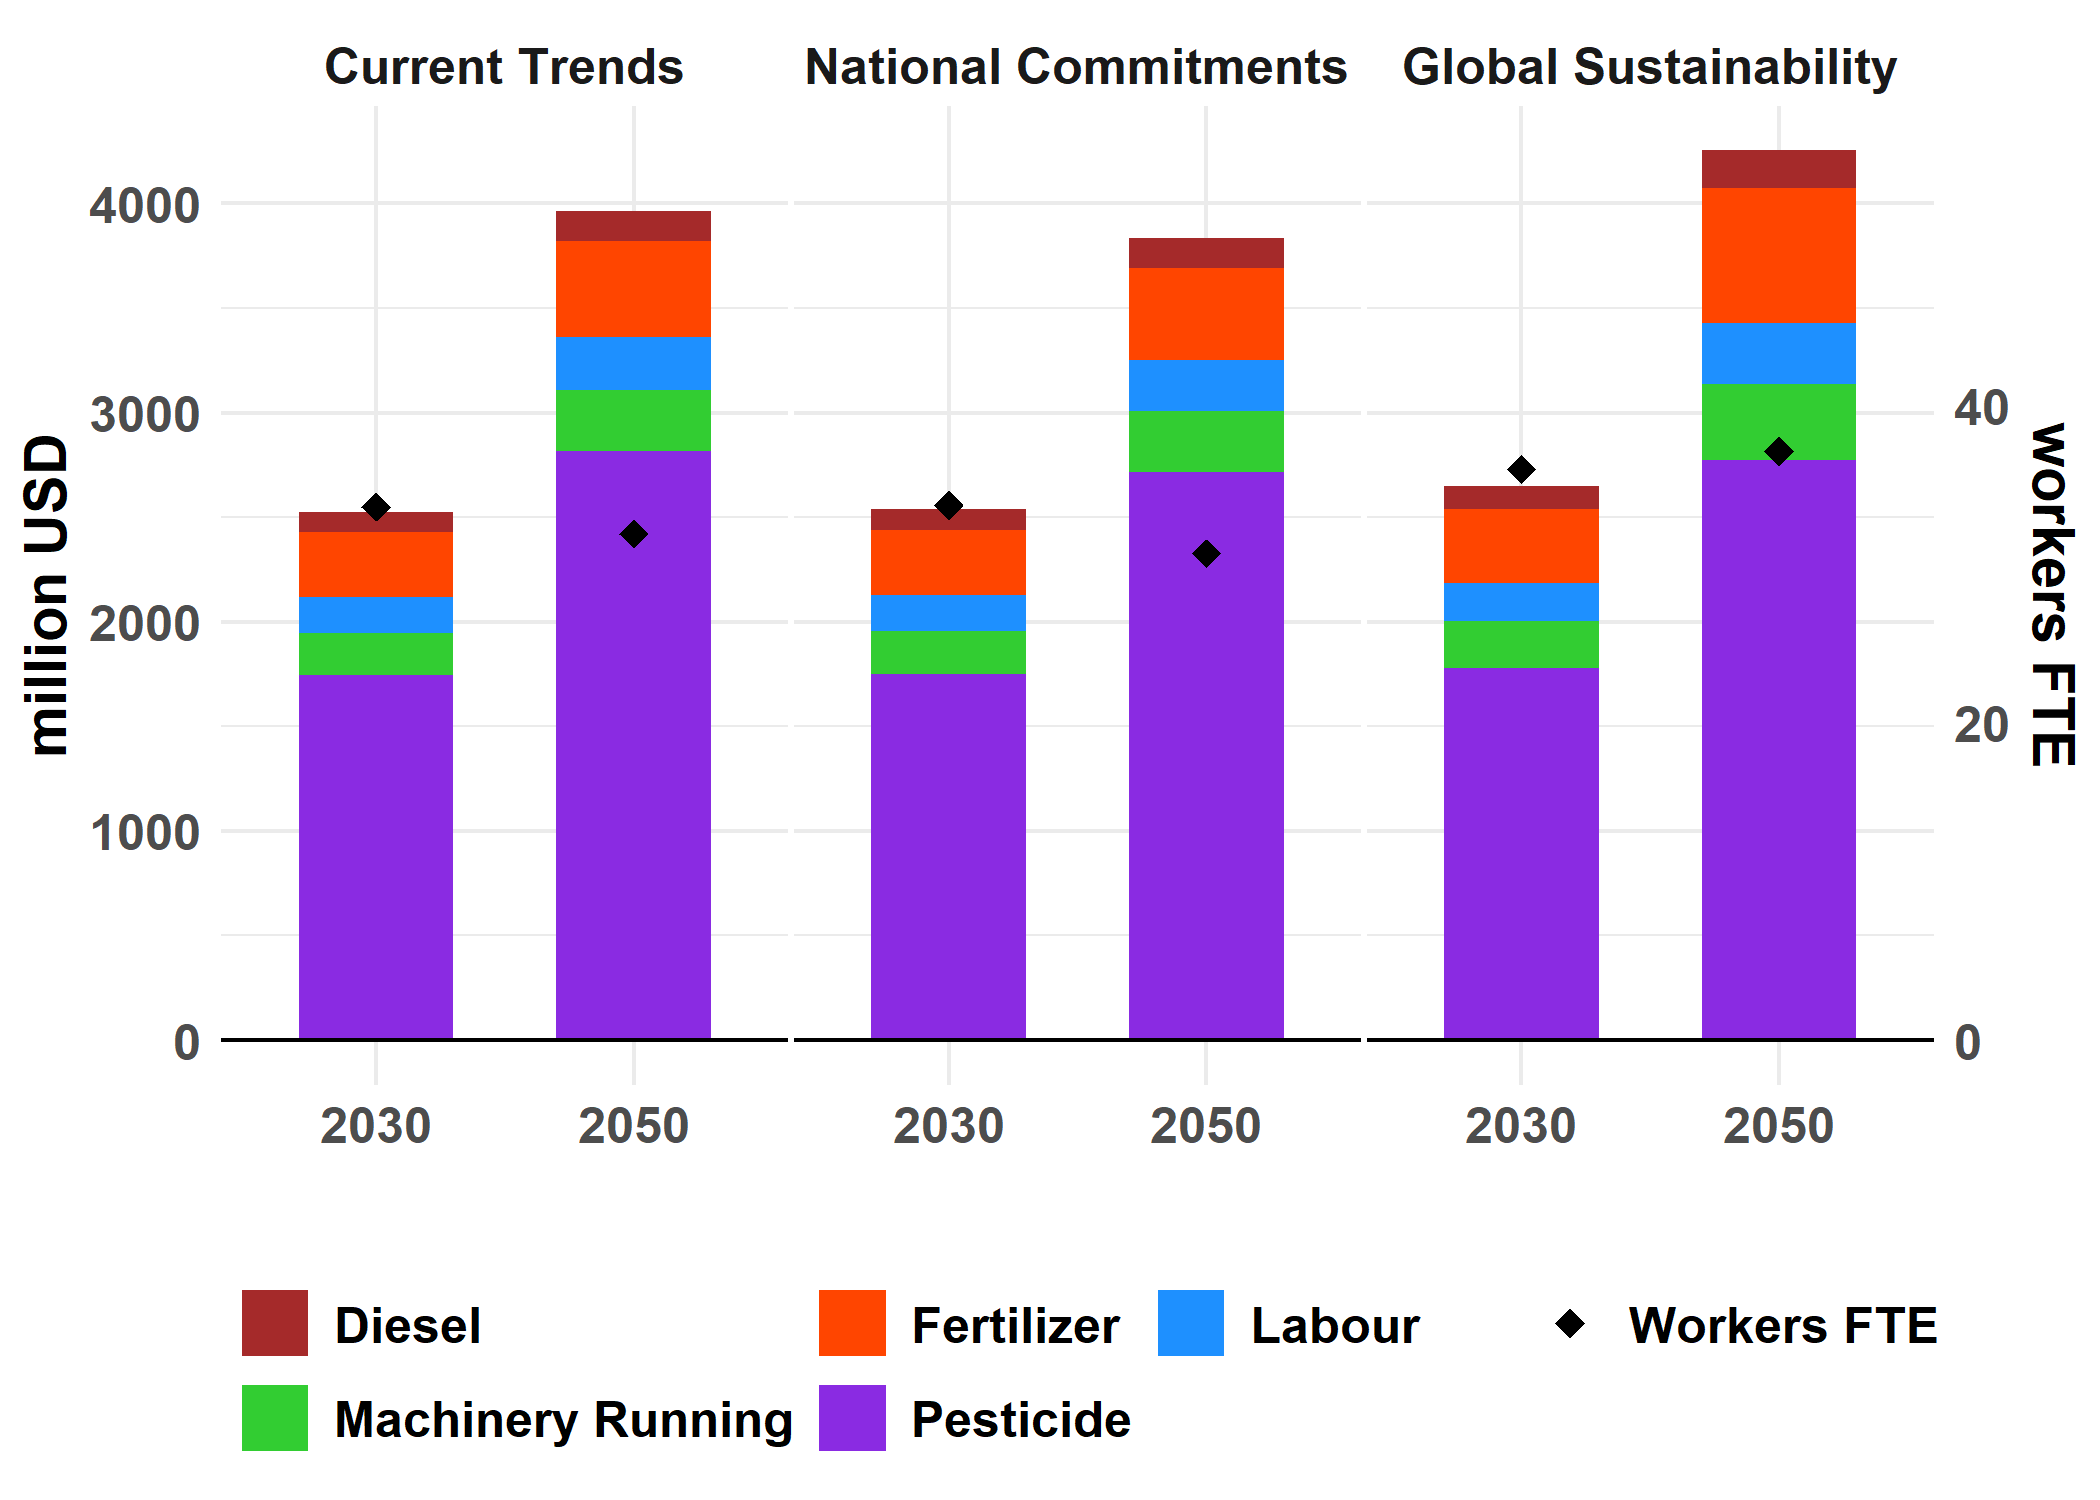 Current Trends
National Commitments
Global Sustainability
4000
3000
2000
1000
0
million USD
40
20
0
workers FTE
2030
2050
2030
2050
2030
2050
Diesel
Fertilizer
Labour
Workers FTE
Machinery Running
Pesticide